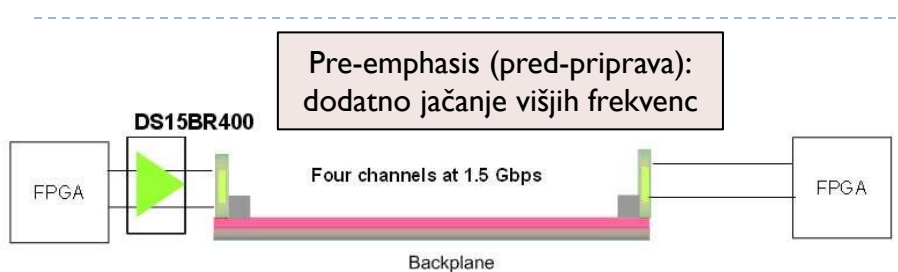 Pre-emphasis (pred-priprava):
dodatno jačanje višjih frekvenc
DS15BR400
FPGA
Four channels at 1.5 Gbps
FPGA
Backplane